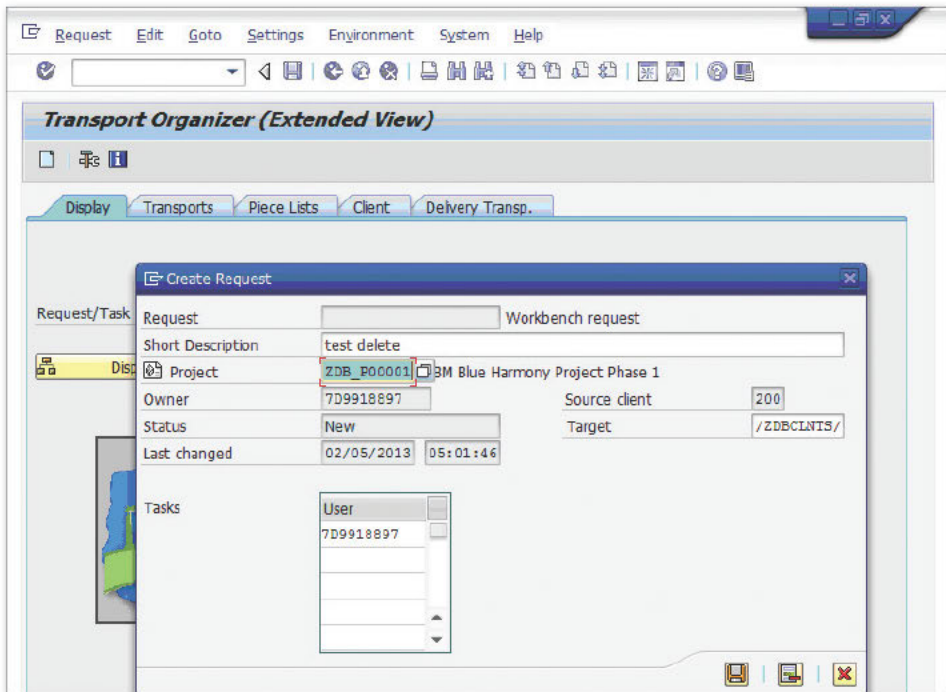 Request Edit Goto Settings Environment System Help
Transport Organizer (Extended View)
Display Transports Piece Lists Client Delivery Transp.
Create Request
Request/Task
Request Workbench request
Short Description test delete
Disp
Project ZDB_P00001 BM Blue Harmony Project Phase 1
Owner 7D9918897 Source client 200
Status New Target /ZDBCLNTS/
Last changed 02/05/2013 05:01:46
Tasks User
7D9918897